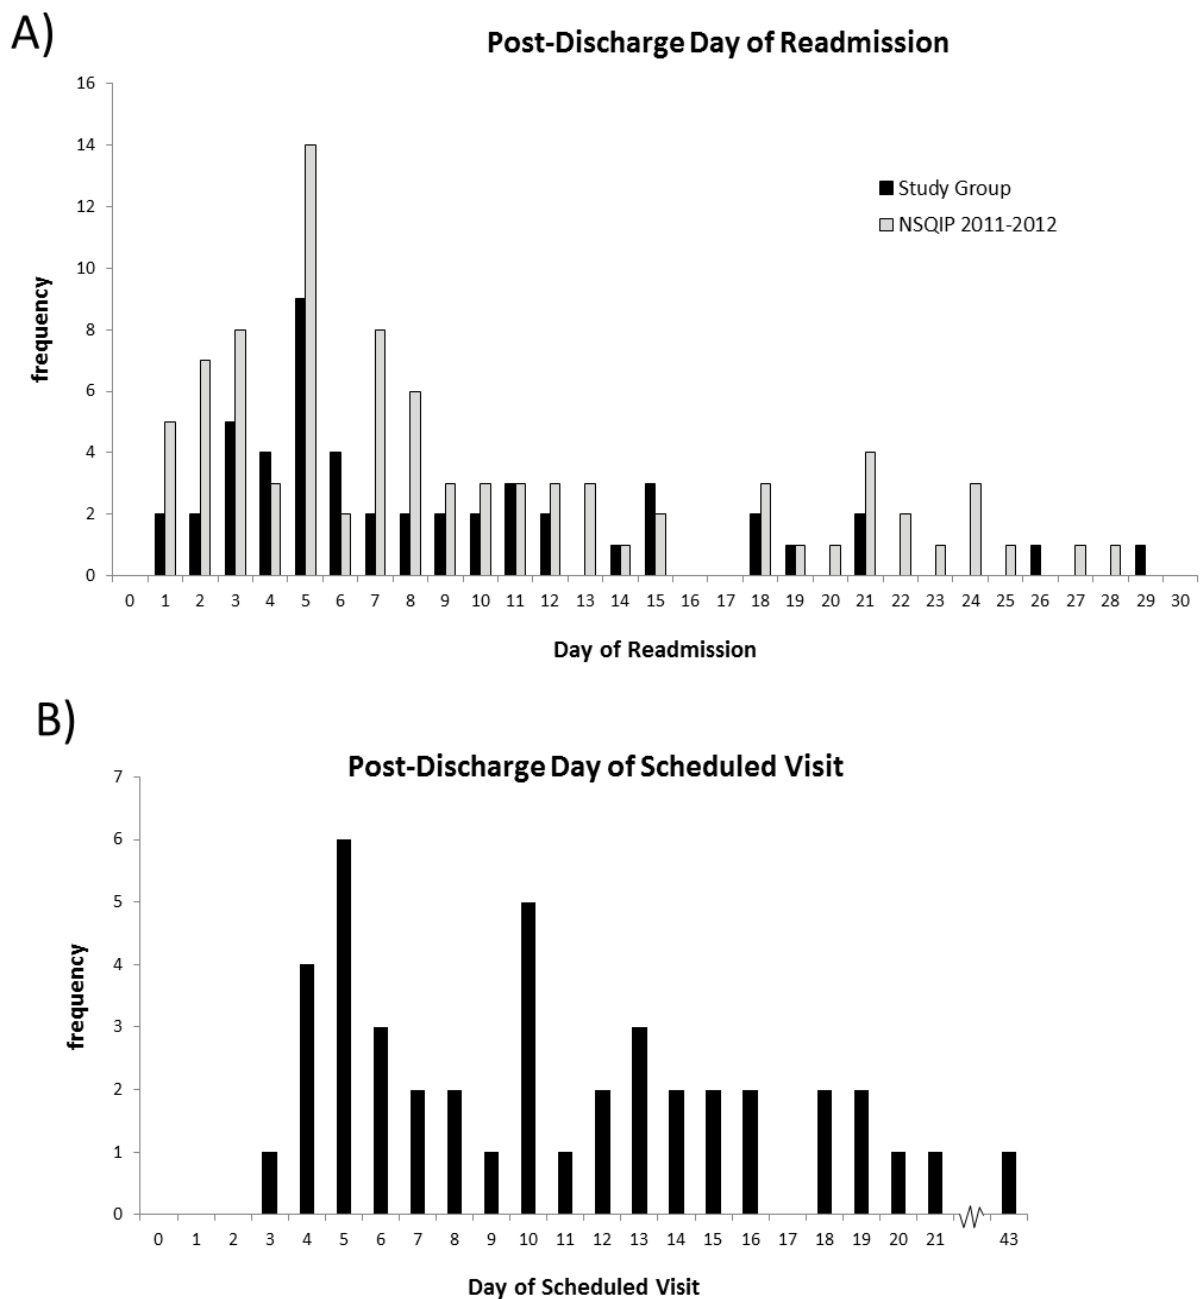 A)
Post-Discharge Day of Readmission
16
14
12
10
8
6
4
2
0
frequency
Study Group
NSQIP 2011-2012
0 1 2 3 4 5 6 7 8 9 10 11 12 13 14 15 16 17 18 19 20 21 22 23 24 25 26 27 28 29 30
Day of Readmission
B)
Post-Discharge Day of Scheduled Visit
7
6
5
4
3
2
1
0
frequency
0 1 2 3 4 5 6 7 8 9 10 11 12 13 14 15 16 17 18 19 20 21 43
Day of Scheduled Visit